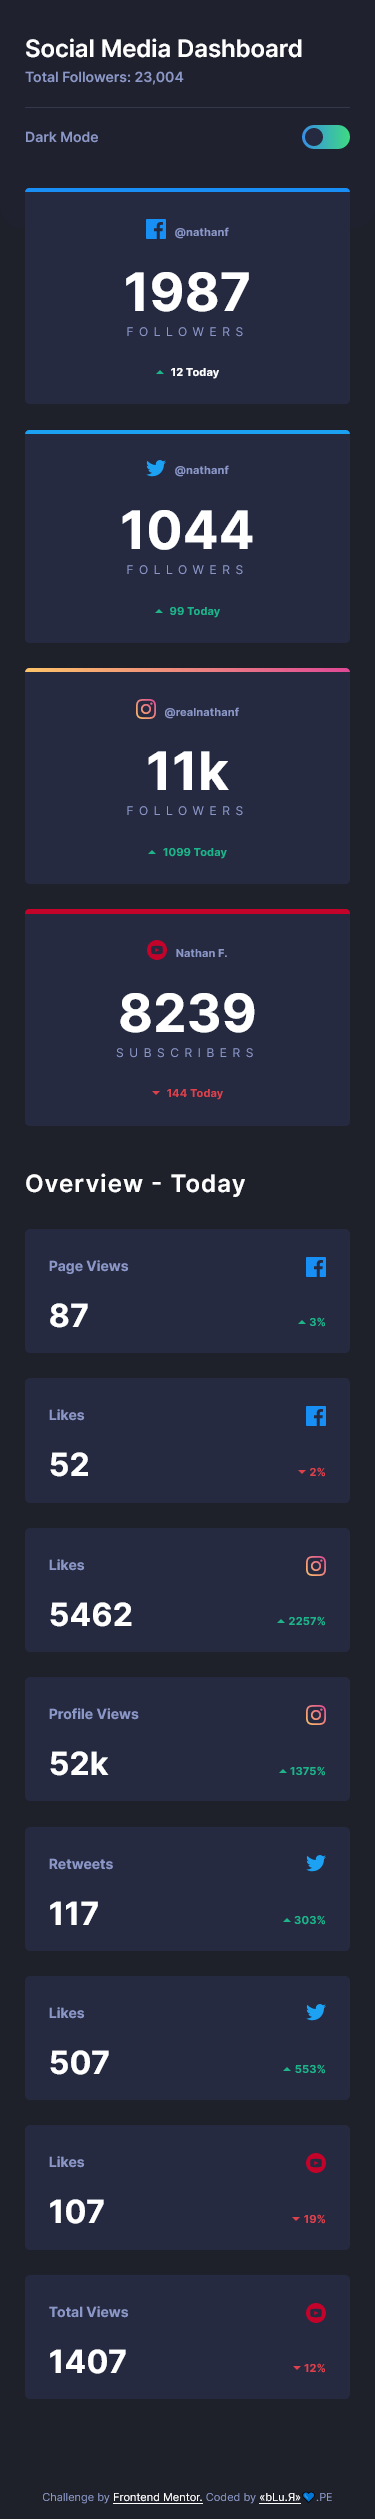 Social Media Dashboard
Total Followers: 23,004
Dark Mode
@nathanf
1987
FOLLOWERS
12 Today
@nathanf
1044
FOLLOWERS
99 Today
@realnathanf
11k
FOLLOWERS
1099 Today
Nathan F.
8239
SUBSCRIBERS
144 Today
Overview - Today
Page Views
87
3%
Likes
52
2%
Likes
5462
2257%
Profile Views
52k
1375%
Retweets
117
303%
Likes
507
553%
Likes
107
19%
Total Views
1407
12%
Challenge by Frontend Mentor. Coded by «bLu.Я» 💙.PE